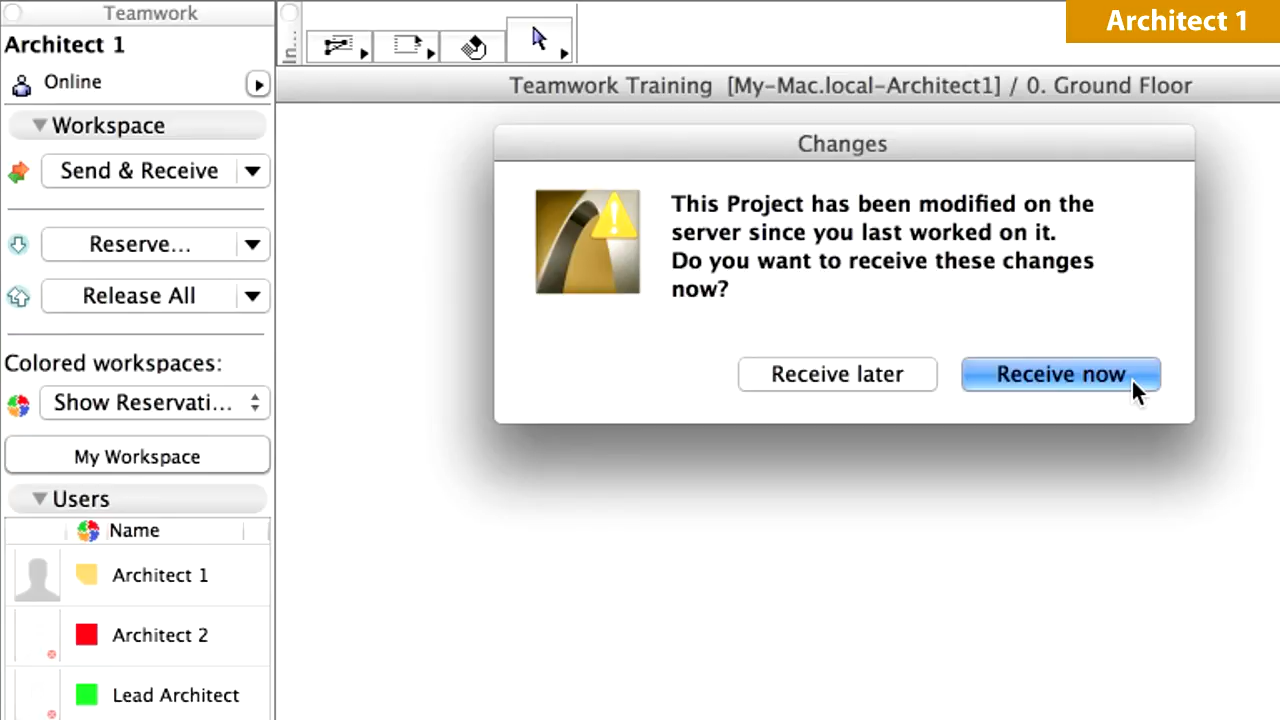 Teamwork
Architect 1
Architect 1
Online
Teamwork Training [My-Mac.local-Architect1] / 0. Ground Floor
Workspace
Send & Receive
Reserve...
Release All
Colored workspaces:
Show Reservati...
My Workspace
Users
Name
Architect 1
Architect 2
Lead Architect
Changes
This Project has been modified on the
server since you last worked on it.
Do you want to receive these changes
now?
Receive later
Receive now